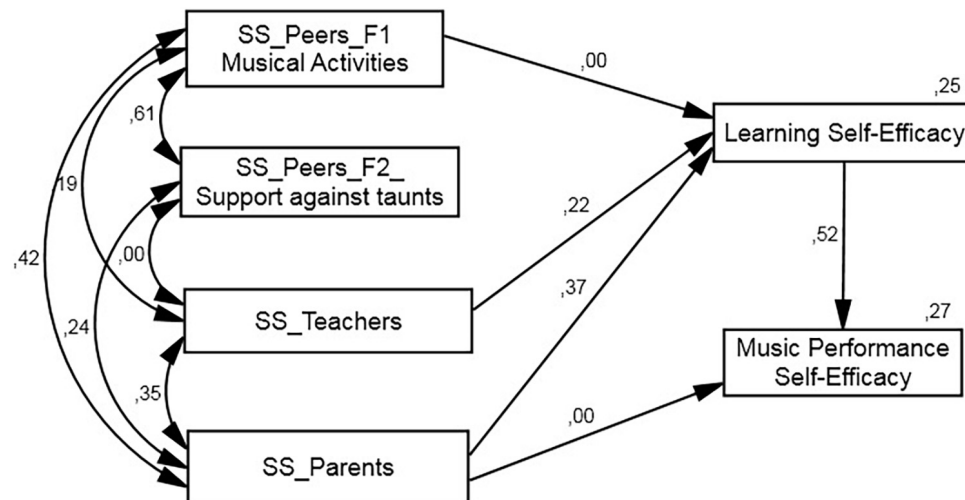 SS_Peers_F1
Musical Activities
,00
,25
Learning Self-Efficacy
,61
SS_Peers_F2_
Support against taunts
,19
,22
,42
,00
,52
,37
SS_Teachers
,24
,27
Music Performance
Self-Efficacy
,35
,00
SS_Parents